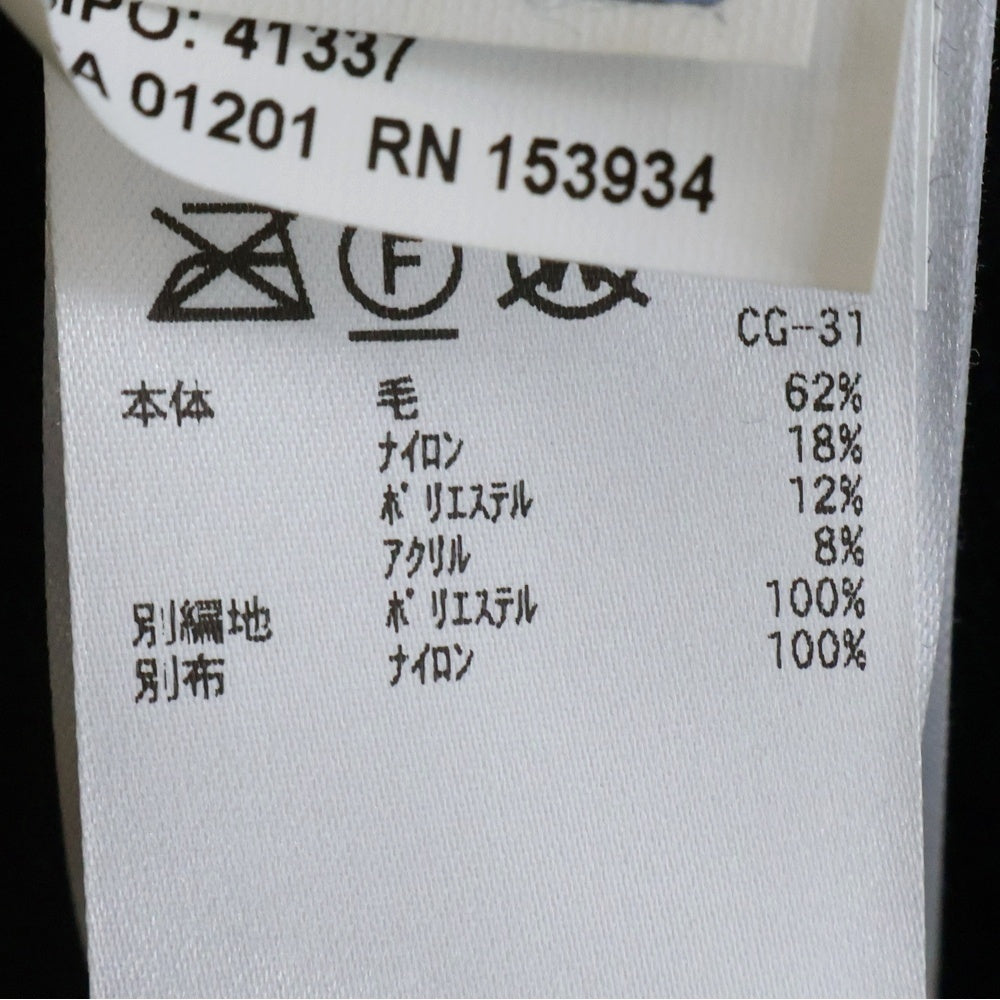 PO: 41337
A 01201 RN 153934
F
W
CG-31
本体 毛 62%
ナイロン 18%
ポリエステル 12%
アクリル 8%
別編地 ポリエステル 100%
別布 ナイロン 100%